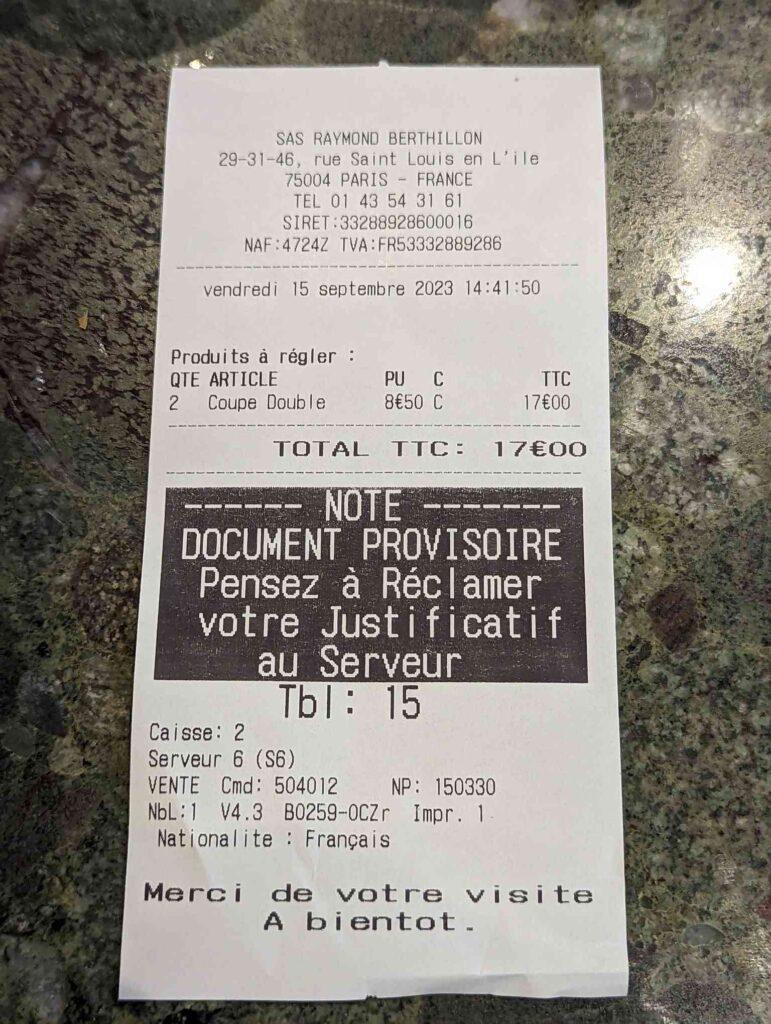 SAS RAYMOND BERTHILLON
29-31-46, rue Saint Louis en L'ile
75004 PARIS - FRANCE
TEL 01 43 54 31 61
SIRET:33288928600016
NAF:4724Z TVA:FR53332889286
vendredi 15 septembre 2023 14:41:50
Produits à régler :
QTE ARTICLE PU C TTC
2 Coupe Double 8€50 C 17€00
TOTAL TTC: 17€00
------ NOTE -------
DOCUMENT PROVISOIRE
Pensez à Réclamer
votre Justificatif
au Serveur
Tbl: 15
Caisse: 2
Serveur 6 (S6)
VENTE Cmd: 504012 NP: 150330
NbL:1 V4.3 B0259-OCZr Impr. 1
Nationalite : Français
Merci de votre visite
A bientot.